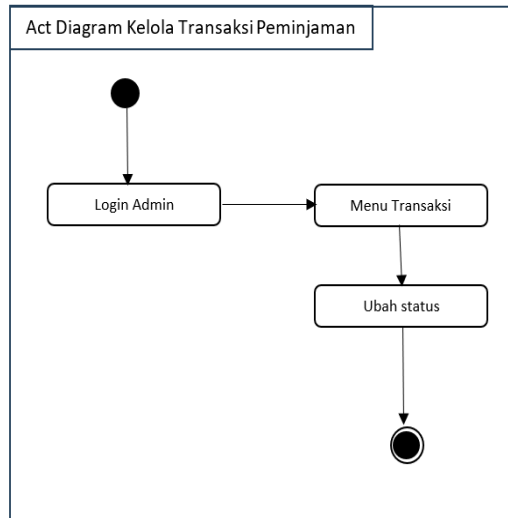 Act Diagram Kelola Transaksi Peminjaman
Login Admin
Menu Transaksi
Ubah status